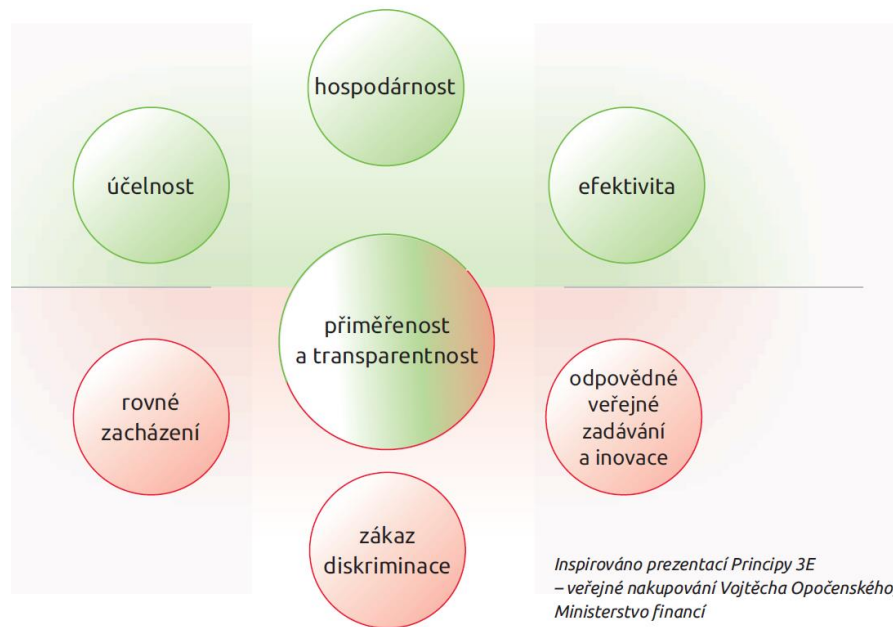 hospodárnost
účelnost
efektivita
přiměřenost
a transparentnost
rovné
zacházení
odpovědné
veřejné
zadávání
a inovace
zákaz
diskriminace
Inspirováno prezentací Principy 3E
– veřejné nakupování Vojtěcha Opočenského
Ministerstvo financí